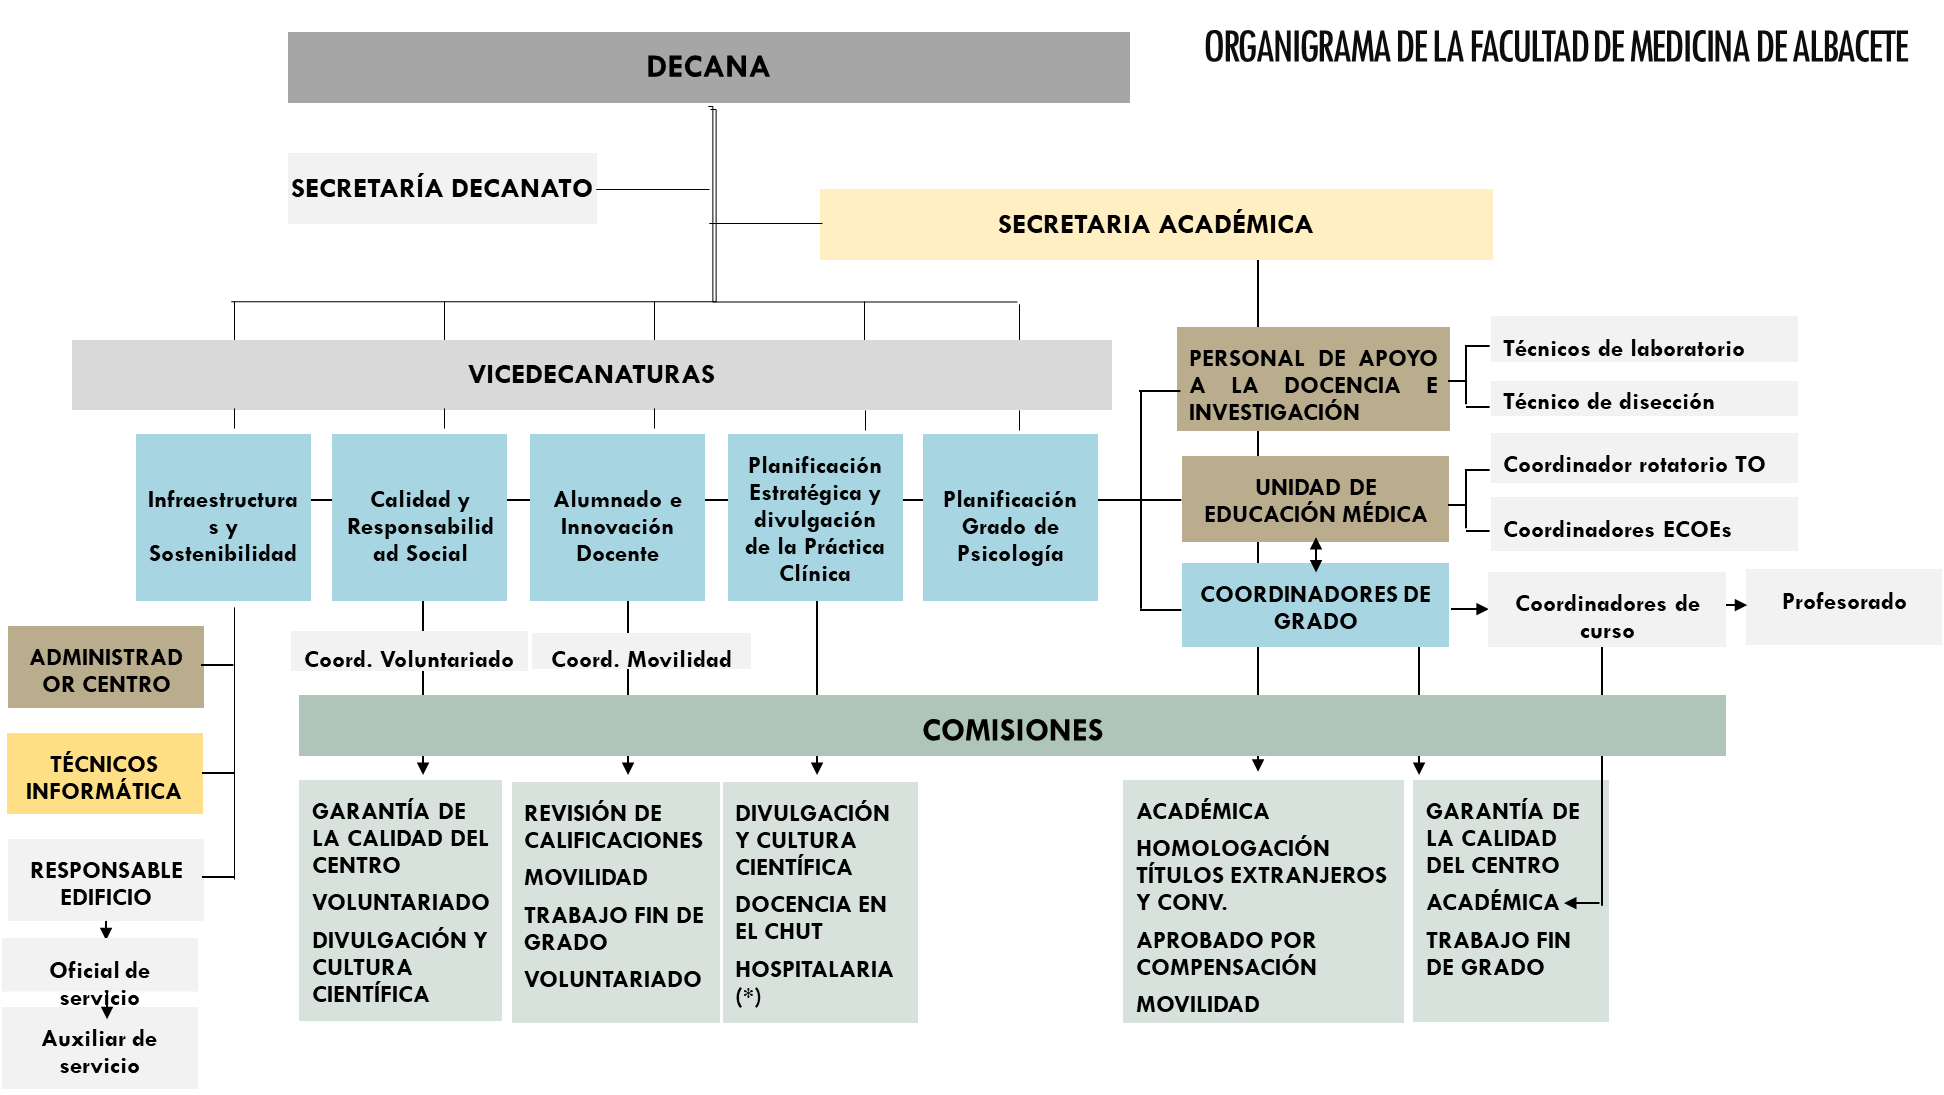 ORGANIGRAMA DE LA FACULTAD DE MEDICINA DE ALBACETE
DECANA
SECRETARÍA DECANATO
SECRETARIA ACADÉMICA
VICEDECANATURAS
PERSONAL DE APOYO
A LA DOCENCIA E
INVESTIGACIÓN
Técnicos de laboratorio
Técnico de disección
Infraestructura
s y
Sostenibilidad
Calidad y
Responsabilid
ad Social
Alumnado e
Innovación
Docente
Planificación
Estratégica y
divulgación
de la Práctica
Clínica
Planificación
Grado de
Psicología
UNIDAD DE
EDUCACIÓN MÉDICA
Coordinador rotatorio TO
Coordinadores ECOEs
COORDINADORES DE
GRADO
Coordinadores de
curso
Profesorado
ADMINISTRAD
OR CENTRO
Coord. Voluntariado
Coord. Movilidad
TÉCNICOS
INFORMÁTICA
COMISIONES
RESPONSABLE
EDIFICIO
Oficial de
servicio
Auxiliar de
servicio
GARANTÍA DE
LA CALIDAD DEL
CENTRO
VOLUNTARIADO
DIVULGACIÓN Y
CULTURA
CIENTÍFICA
REVISIÓN DE
CALIFICACIONES
MOVILIDAD
TRABAJO FIN DE
GRADO
VOLUNTARIADO
DIVULGACIÓN
Y CULTURA
CIENTÍFICA
DOCENCIA EN
EL CHUT
HOSPITALARIA
(*)
ACADÉMICA
HOMOLOGACIÓN
TÍTULOS EXTRANJEROS
Y CONV.
APROBADO POR
COMPENSACIÓN
MOVILIDAD
GARANTÍA DE
LA CALIDAD
DEL CENTRO
ACADÉMICA
TRABAJO FIN
DE GRADO